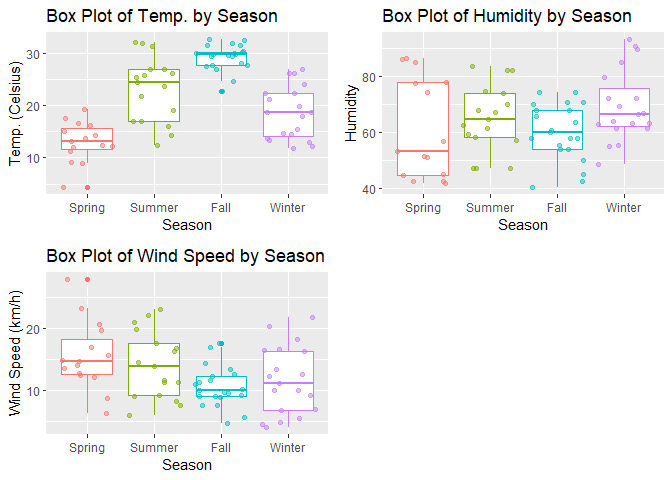 Box Plot of Temp. by Season
Temp. (Celsius)
30
20
10
Spring Summer Fall Winter
Season
Box Plot of Humidity by Season
Humidity
80
60
40
Spring Summer Fall Winter
Season
Box Plot of Wind Speed by Season
Wind Speed (km/h)
20
10
Spring Summer Fall Winter
Season